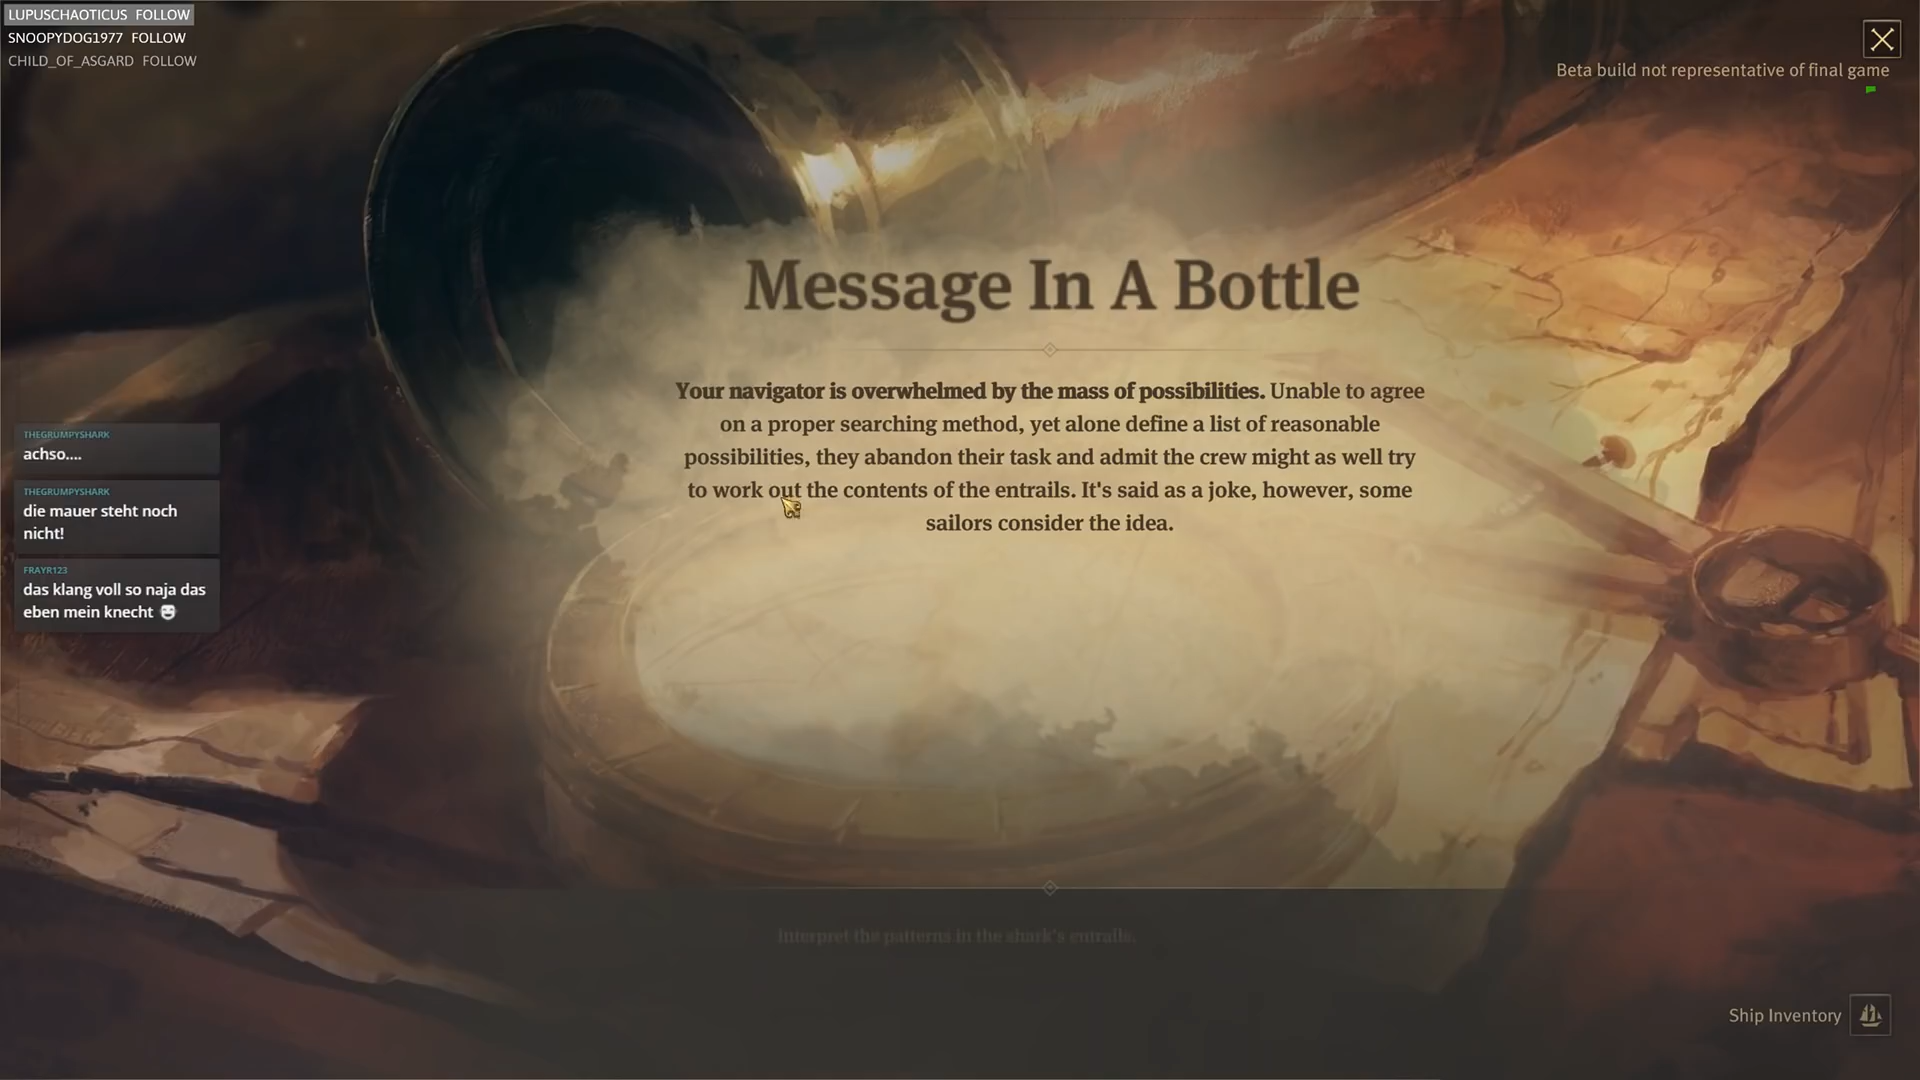 LUPUSCHAOTICUS FOLLOW
SNOOPYDOG1977 FOLLOW
CHILD_OF_ASGARD FOLLOW
Beta build not representative of final game
Message In A Bottle
Your navigator is overwhelmed by the mass of possibilities. Unable to agree
on a proper searching method, yet alone define a list of reasonable
possibilities, they abandon their task and admit the crew might as well try
to work out the contents of the entrails. It's said as a joke, however, some
sailors consider the idea.
THEGRUMPYSHARK
achso....
THEGRUMPYSHARK
die mauer steht noch
nicht!
FRAYR123
das klang voll so naja das
eben mein knecht
Interpret the patterns in the shark's entrails.
Ship Inventory